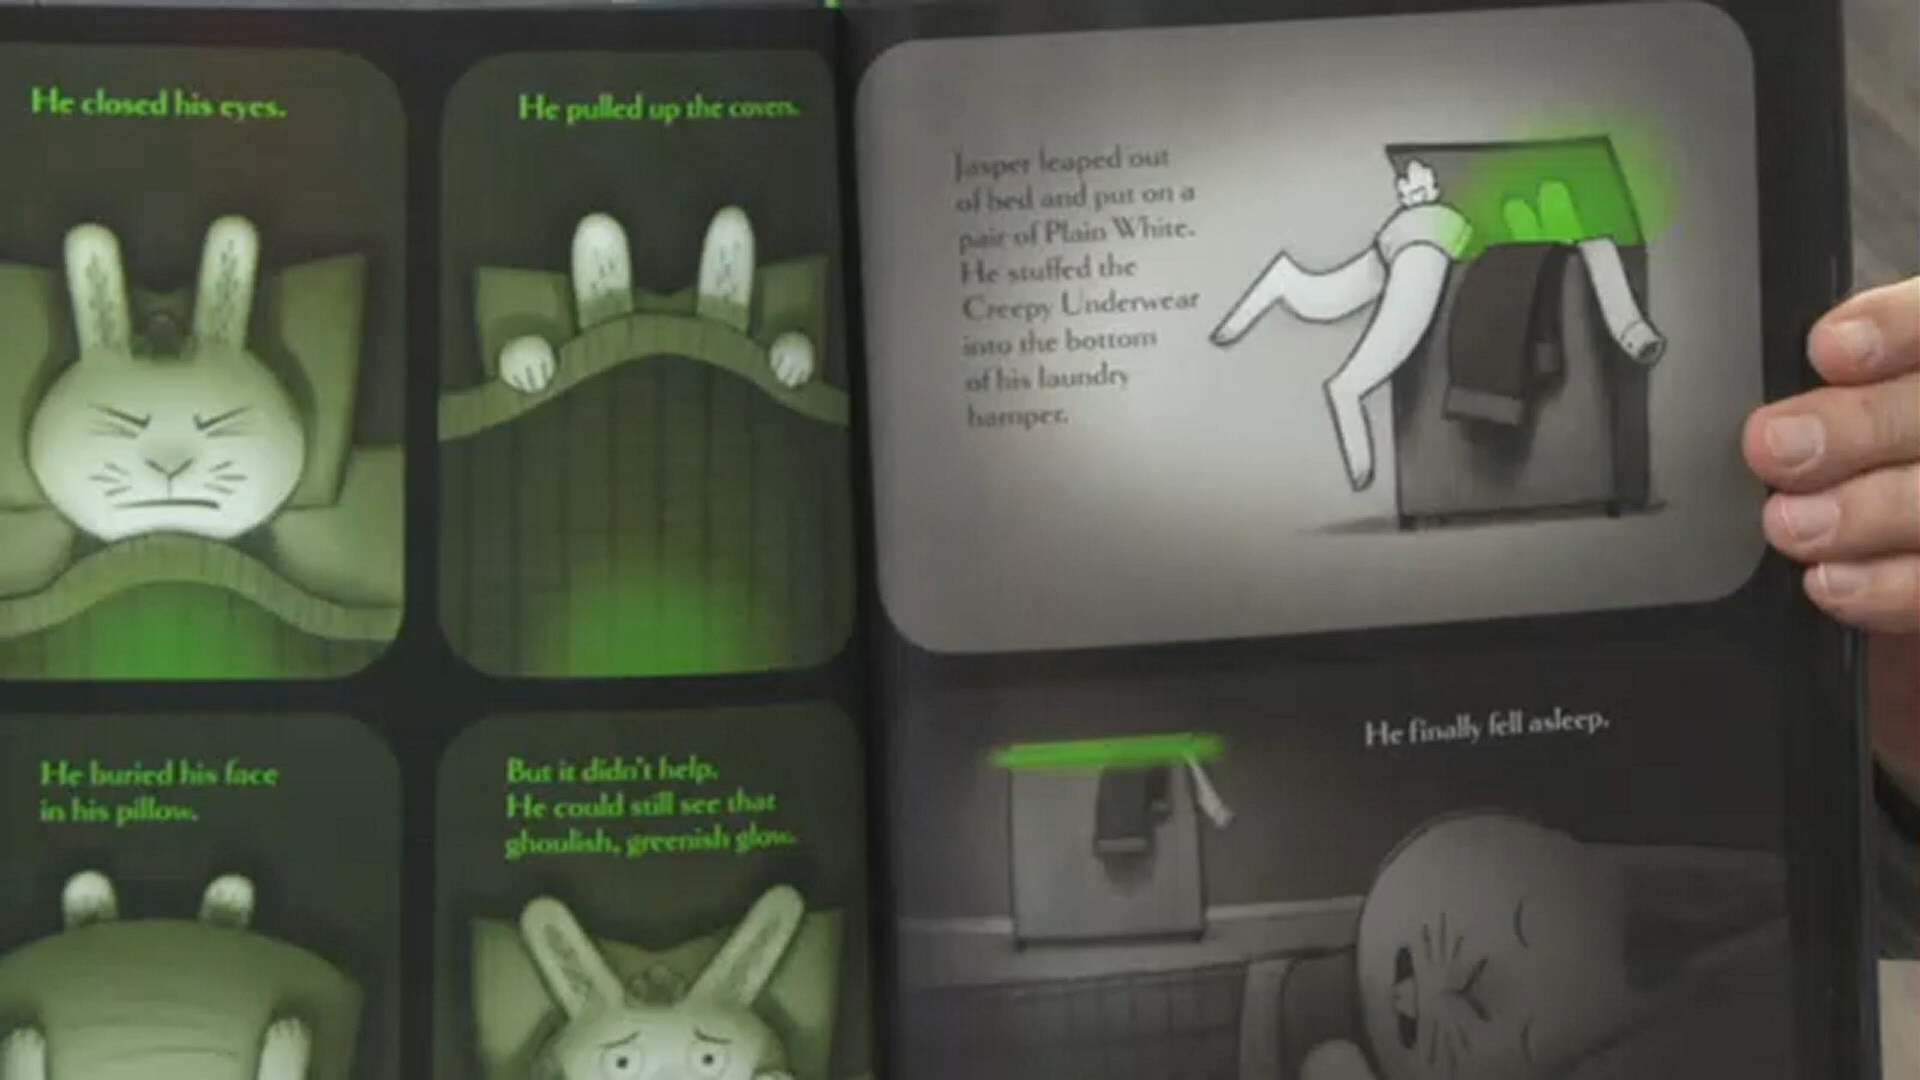 He closed his eyes.
He pulled up the covers.
He buried his face
in his pillow.
But it didn't help.
He could still see that
ghoulish, greenish glow.
Jasper leaped out
of bed and put on a
pair of Plain White.
He stuffed the
Creepy Underwear
into the bottom
of his laundry
hamper.
He finally fell asleep.